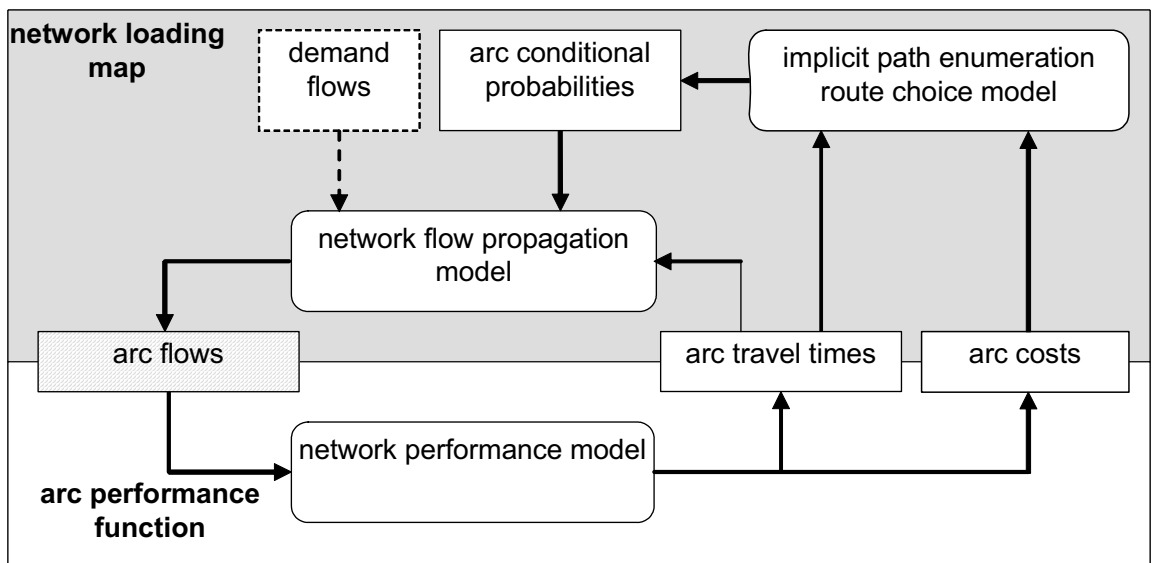 network loading
map
demand
flows
arc conditional
probabilities
implicit path enumeration
route choice model
network flow propagation
model
arc flows
arc travel times
arc costs
network performance model
arc performance
function